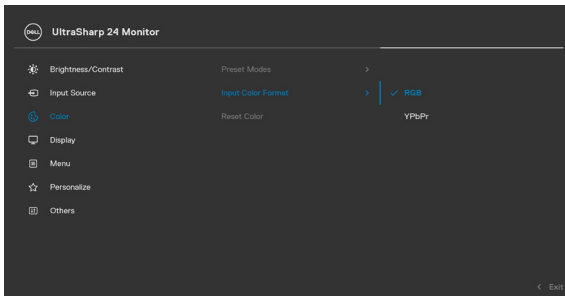 DELL UltraSharp 24 Monitor
Brightness/Contrast Preset Modes >
Input Source Input Color Format > ✓ RGB
Color Reset Color YPbPr
Display
Menu
Personalize
Others
< Exit